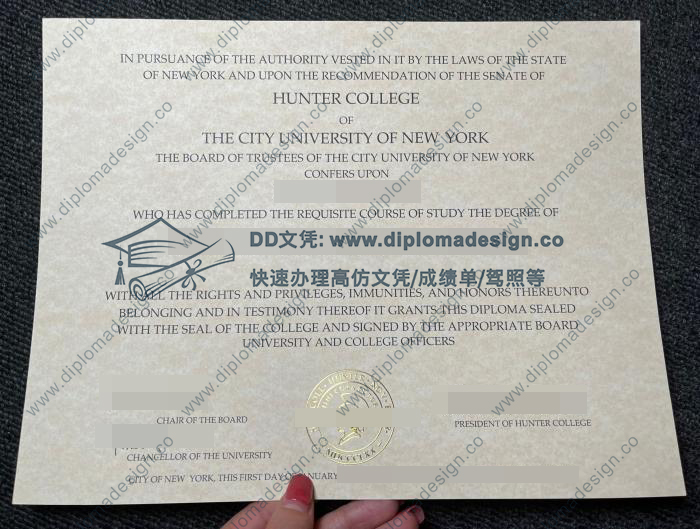 IN PURSUANCE OF THE AUTHORITY VESTED IN IT BY THE LAWS OF THE STATE
OF NEW YORK AND UPON THE RECOMMENDATION OF THE SENATE OF
HUNTER COLLEGE
OF
THE CITY UNIVERSITY OF NEW YORK
THE BOARD OF TRUSTEES OF THE CITY UNIVERSITY OF NEW YORK
CONFERS UPON
WHO HAS COMPLETED THE REQUISITE COURSE OF STUDY THE DEGREE OF
DD文凭: www.diplomadesign.co
快速办理高仿文凭/成绩单/驾照等
WITH ALL THE RIGHTS AND PRIVILEGES, IMMUNITIES, AND HONORS THEREUNTO
BELONGING AND IN TESTIMONY THEREOF IT GRANTS THIS DIPLOMA SEALED
WITH THE SEAL OF THE COLLEGE AND SIGNED BY THE APPROPRIATE BOARD
UNIVERSITY AND COLLEGE OFFICERS
CHAIR OF THE BOARD
PRESIDENT OF HUNTER COLLEGE
CHANCELLOR OF THE UNIVERSITY
CITY OF NEW YORK, THIS FIRST DAY OF JANUARY
MDCCCLXX
www.diplomadesign.co